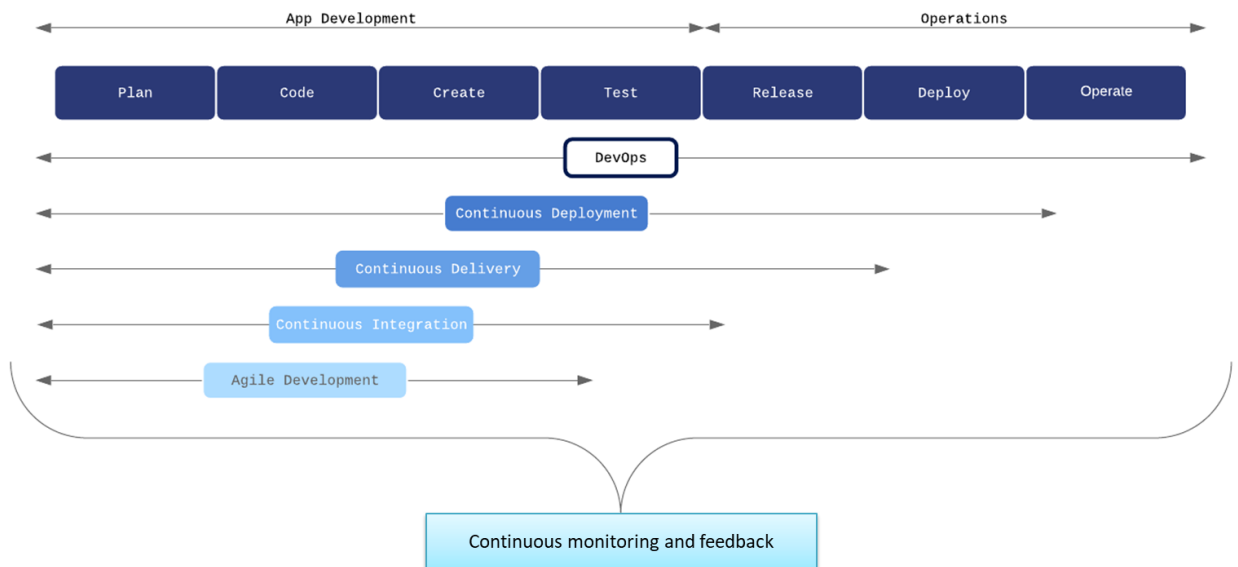 App Development
Operations
Plan
Code
Create
Test
Release
Deploy
Operate
DevOps
Continuous Deployment
Continuous Delivery
Continuous Integration
Agile Development
Continuous monitoring and feedback